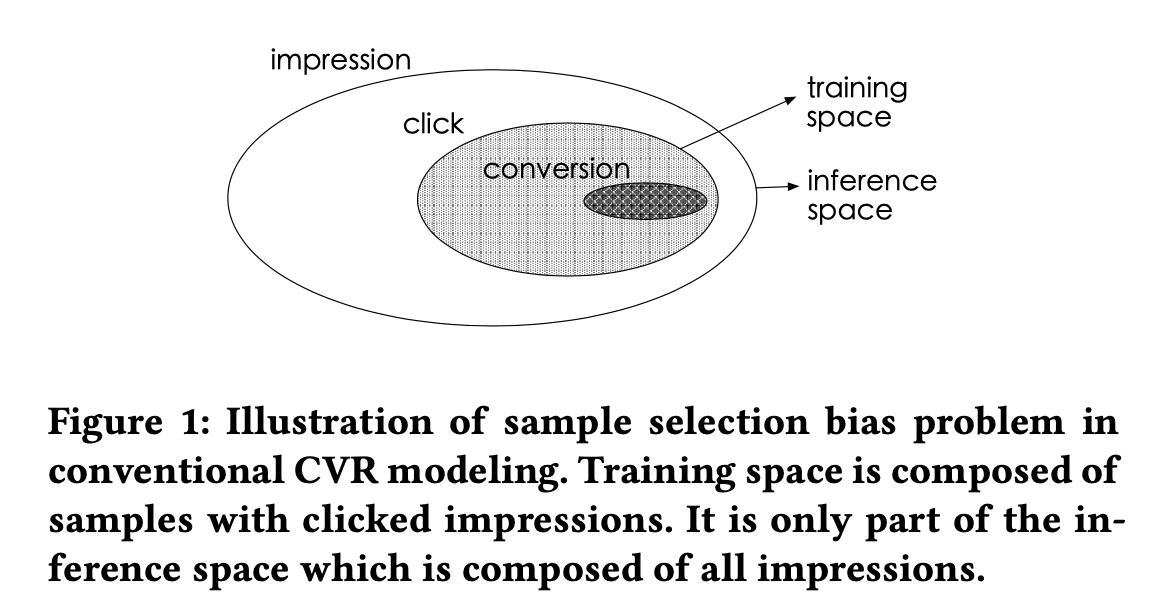 impression
click
conversion
training
space
inference
space
Figure 1: Illustration of sample selection bias problem in
conventional CVR modeling. Training space is composed of
samples with clicked impressions. It is only part of the in-
ference space which is composed of all impressions.